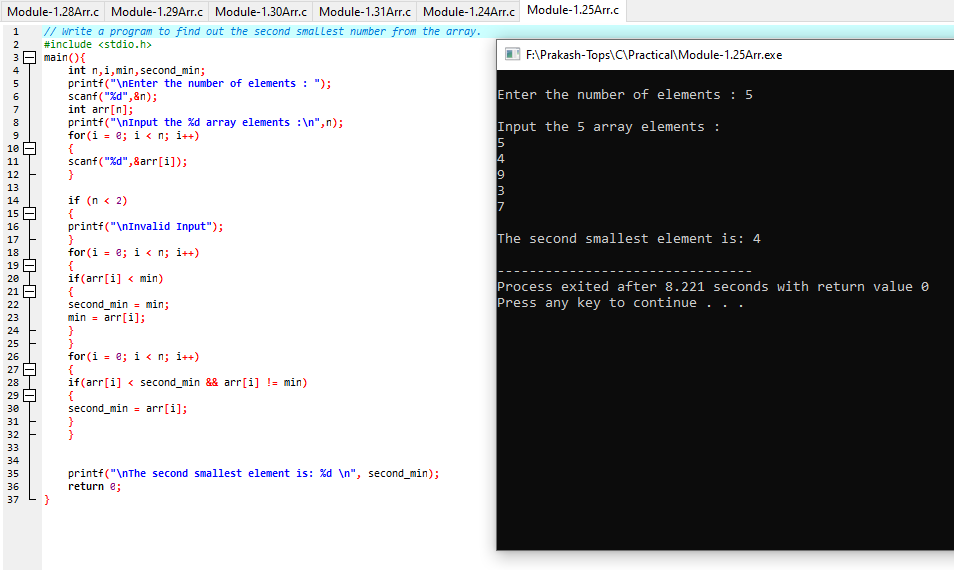 Module-1.28Arr.c Module-1.29Arr.c Module-1.30Arr.c Module-1.31Arr.c Module-1.24Arr.c Module-1.25Arr.c
1 // Write a program to find out the second smallest number from the array.
2 #include <stdio.h>
3 main(){
4 int n,i,min,second_min;
5 printf("\nEnter the number of elements : ");
6 scanf("%d",&n);
7 int arr[n];
8 printf("\nInput the %d array elements :\n",n);
9 for(i = 0; i < n; i++)
10 {
11 scanf("%d",&arr[i]);
12 }
13
14 if (n < 2)
15 {
16 printf("\nInvalid Input");
17 }
18 for(i = 0; i < n; i++)
19 {
20 if(arr[i] < min)
21 {
22 second_min = min;
23 min = arr[i];
24 }
25 }
26 for(i = 0; i < n; i++)
27 {
28 if(arr[i] < second_min && arr[i] != min)
29 {
30 second_min = arr[i];
31 }
32 }
33
34
35 printf("\nThe second smallest element is: %d \n", second_min);
36 return 0;
37 }
F:\Prakash-Tops\C\Practical\Module-1.25Arr.exe
Enter the number of elements : 5
Input the 5 array elements :
5
4
9
3
7
The second smallest element is: 4
--------------------------------
Process exited after 8.221 seconds with return value 0
Press any key to continue . . .